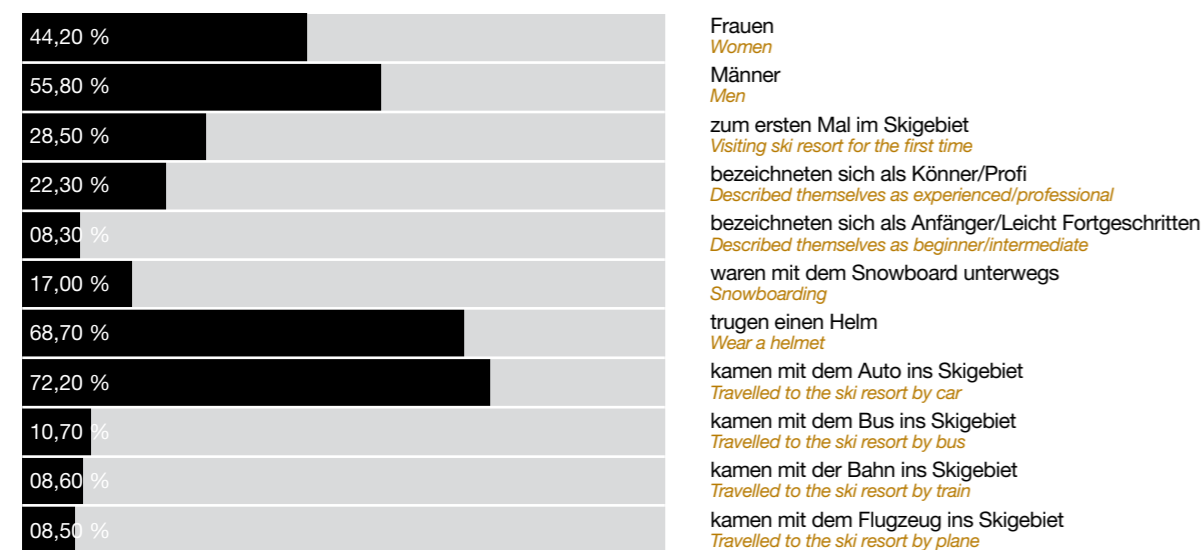 44,20 %
Frauen
Women
55,80 %
Männer
Men
28,50 %
zum ersten Mal im Skigebiet
Visiting ski resort for the first time
22,30 %
bezeichneten sich als Könner/Profi
Described themselves as experienced/professional
08,30 %
bezeichneten sich als Anfänger/Leicht Fortgeschritten
Described themselves as beginner/intermediate
17,00 %
waren mit dem Snowboard unterwegs
Snowboarding
68,70 %
trugen einen Helm
Wear a helmet
72,20 %
kamen mit dem Auto ins Skigebiet
Travelled to the ski resort by car
10,70 %
kamen mit dem Bus ins Skigebiet
Travelled to the ski resort by bus
08,60 %
kamen mit der Bahn ins Skigebiet
Travelled to the ski resort by train
08,50 %
kamen mit dem Flugzeug ins Skigebiet
Travelled to the ski resort by plane